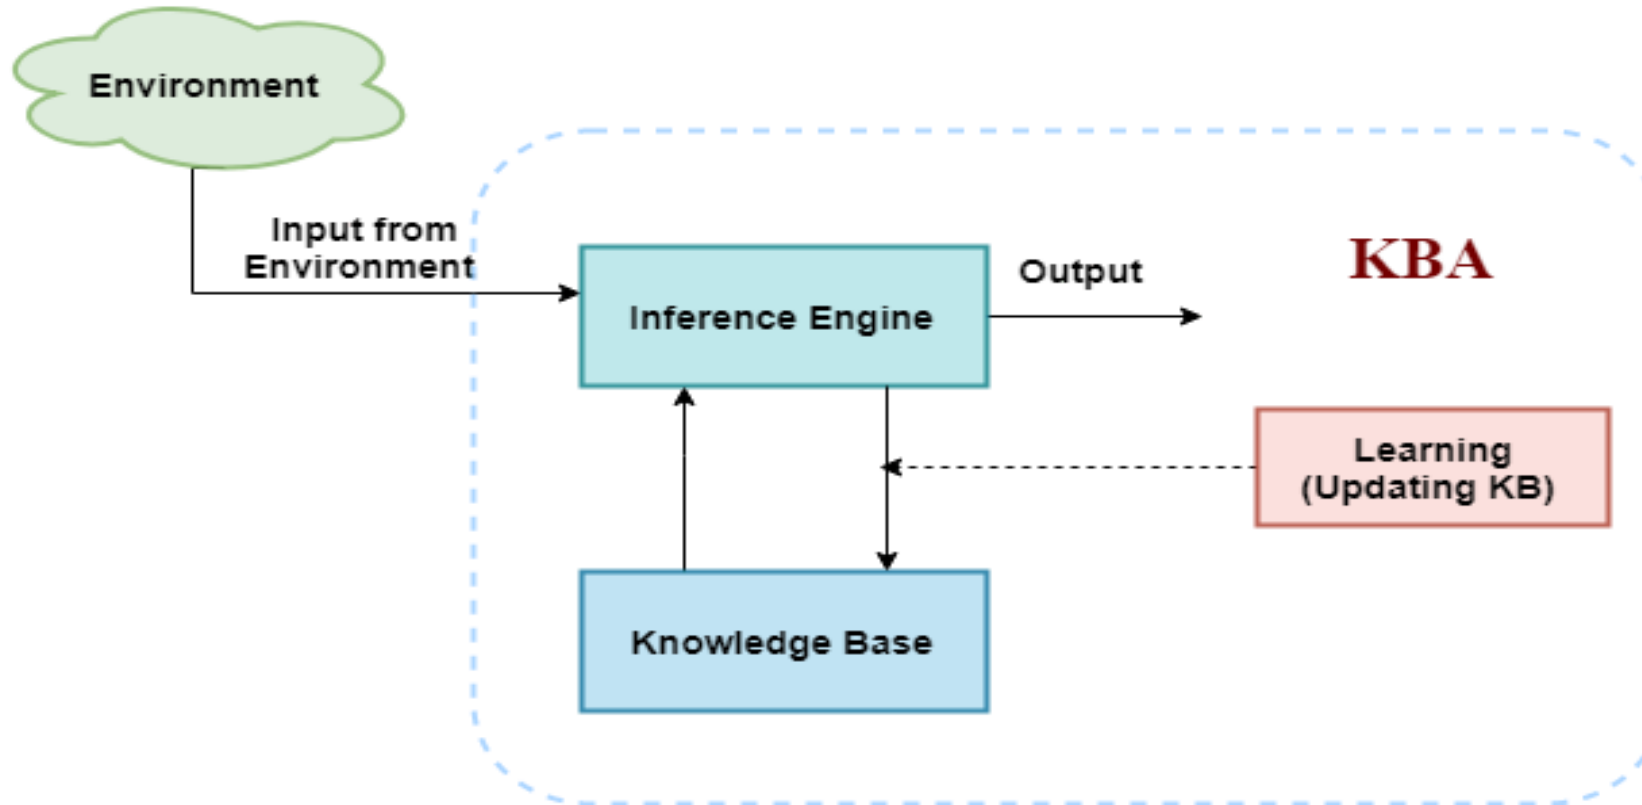 Environment
Input from
Environment
Inference Engine
Output
KBA
Learning
(Updating KB)
Knowledge Base